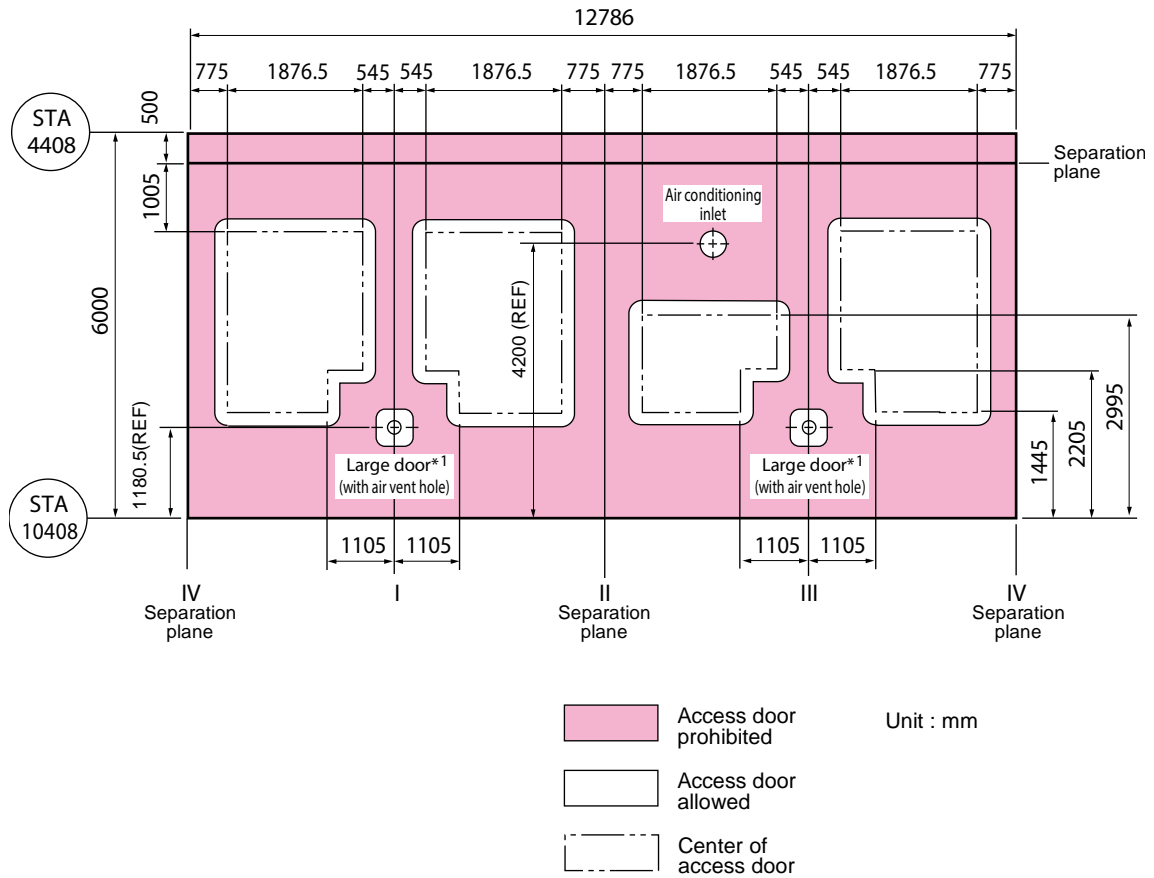 12786
775 1876.5 545 545 1876.5 775 775 1876.5 545 545 1876.5 775
STA
4408
500
Separation
plane
1005
Air conditioning
inlet
6000
4200 (REF)
1180.5(REF)
2995
2205
1445
Large door*1
(with air vent hole)
Large door*1
(with air vent hole)
STA
10408
1105 1105 1105 1105
IV
Separation
plane
I
II
Separation
plane
III
IV
Separation
plane
Access door
prohibited
Unit : mm
Access door
allowed
Center of
access door